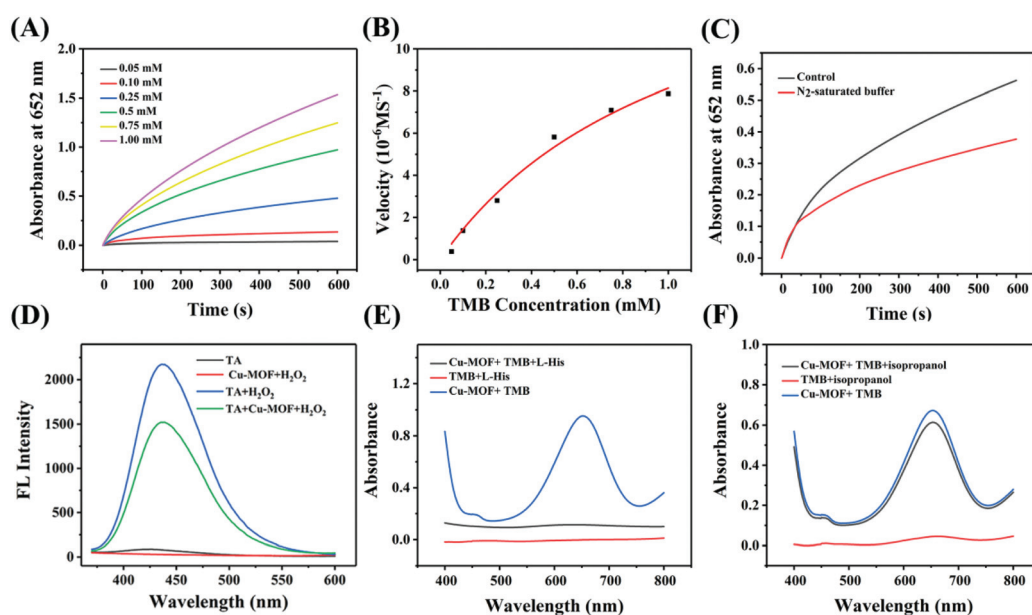 (A)
Absorbance at 652 nm
2.0
1.5
1.0
0.5
0.0
0.05 mM
0.10 mM
0.25 mM
0.5 mM
0.75 mM
1.00 mM
0 100 200 300 400 500 600
Time (s)
(B)
Velocity (10⁻⁶MS⁻¹)
10
8
6
4
2
0
0.0 0.2 0.4 0.6 0.8 1.0
TMB Concentration (mM)
(C)
Absorbance at 652 nm
0.6
0.5
0.4
0.3
0.2
0.1
0.0
Control
N₂-saturated buffer
0 100 200 300 400 500 600
Time (s)
(D)
FL Intensity
2000
1500
1000
500
0
TA
Cu-MOF+H₂O₂
TA+H₂O₂
TA+Cu-MOF+H₂O₂
400 450 500 550 600
Wavelength (nm)
(E)
Absorbance
1.2
0.8
0.4
0.0
Cu-MOF+ TMB+L-His
TMB+L-His
Cu-MOF+ TMB
400 500 600 700 800
Wavelength (nm)
(F)
Absorbance
1.0
0.8
0.6
0.4
0.2
0.0
Cu-MOF+ TMB+isopropanol
TMB+isopropanol
Cu-MOF+ TMB
400 500 600 700 800
Wavelength (nm)